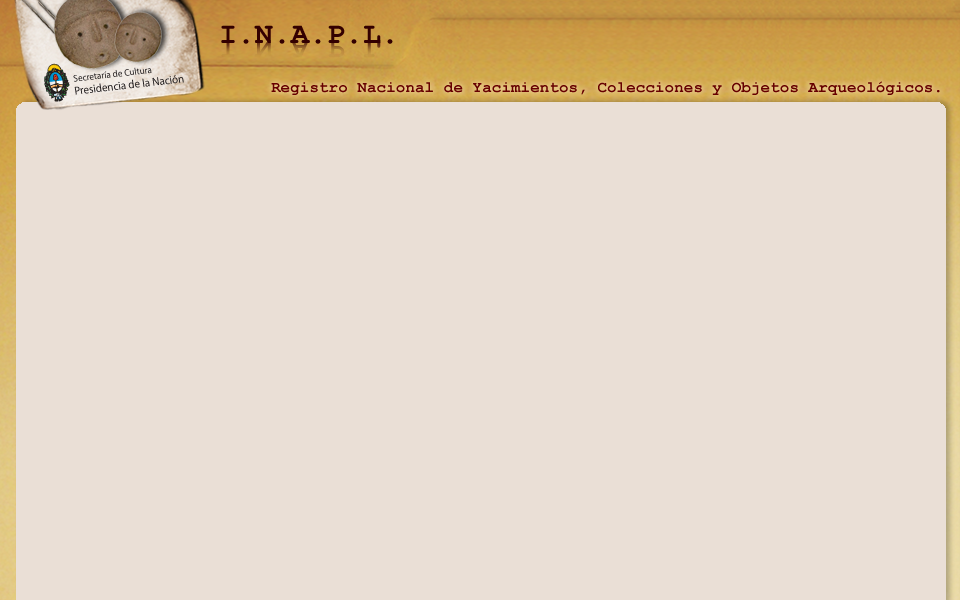 I.N.A.P.L.
Secretaría de Cultura
Presidencia de la Nación
Registro Nacional de Yacimientos, Colecciones y Objetos Arqueológicos.